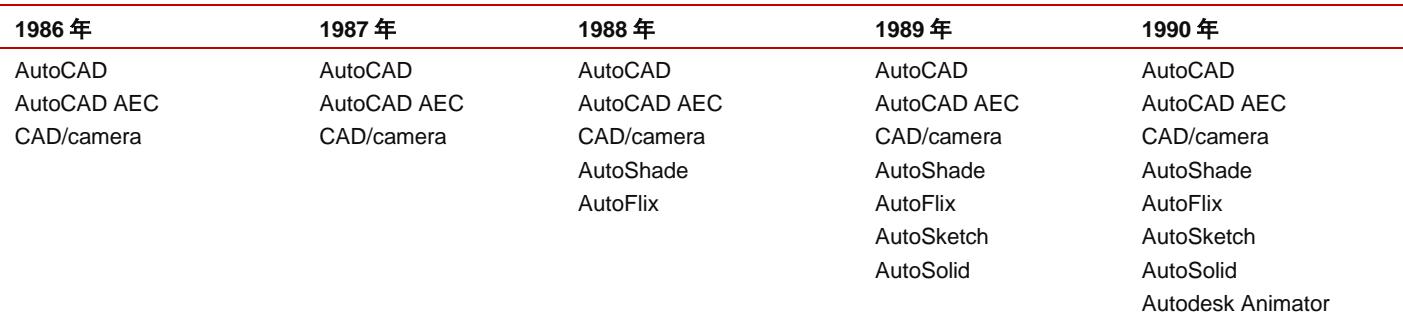 1986 年 1987 年 1988 年 1989 年 1990 年
AutoCAD AutoCAD AutoCAD AutoCAD AutoCAD
AutoCAD AEC AutoCAD AEC AutoCAD AEC AutoCAD AEC AutoCAD AEC
CAD/camera CAD/camera CAD/camera CAD/camera CAD/camera
AutoShade AutoShade AutoShade
AutoFlix AutoFlix AutoFlix
AutoSketch AutoSketch
AutoSolid AutoSolid
Autodesk Animator